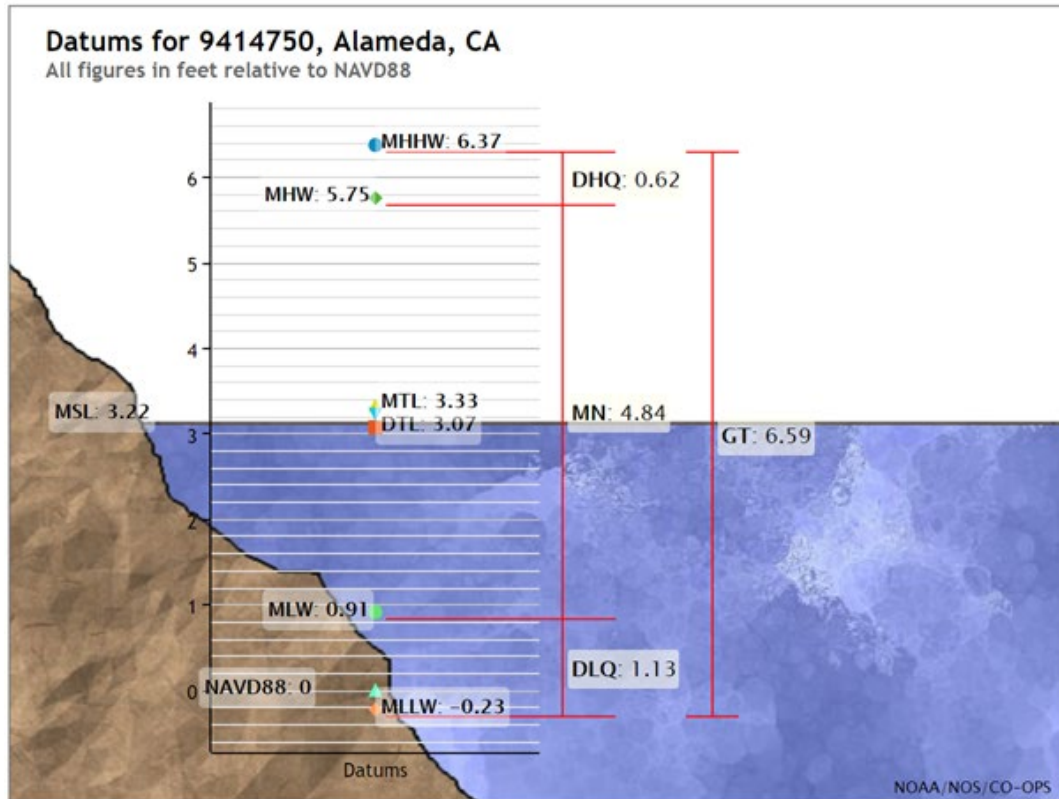 Datums for 9414750, Alameda, CA
All figures in feet relative to NAVD88
MHHW: 6.37
6
MHW: 5.75
DHQ: 0.62
5
4
MSL: 3.22
MTL: 3.33
DTL: 3.07
MN: 4.84
GT: 6.59
3
2
MLW: 0.91
1
DLQ: 1.13
NAVD88: 0
0
MLLW: -0.23
Datums
NOAA/NOS/CO-OPS